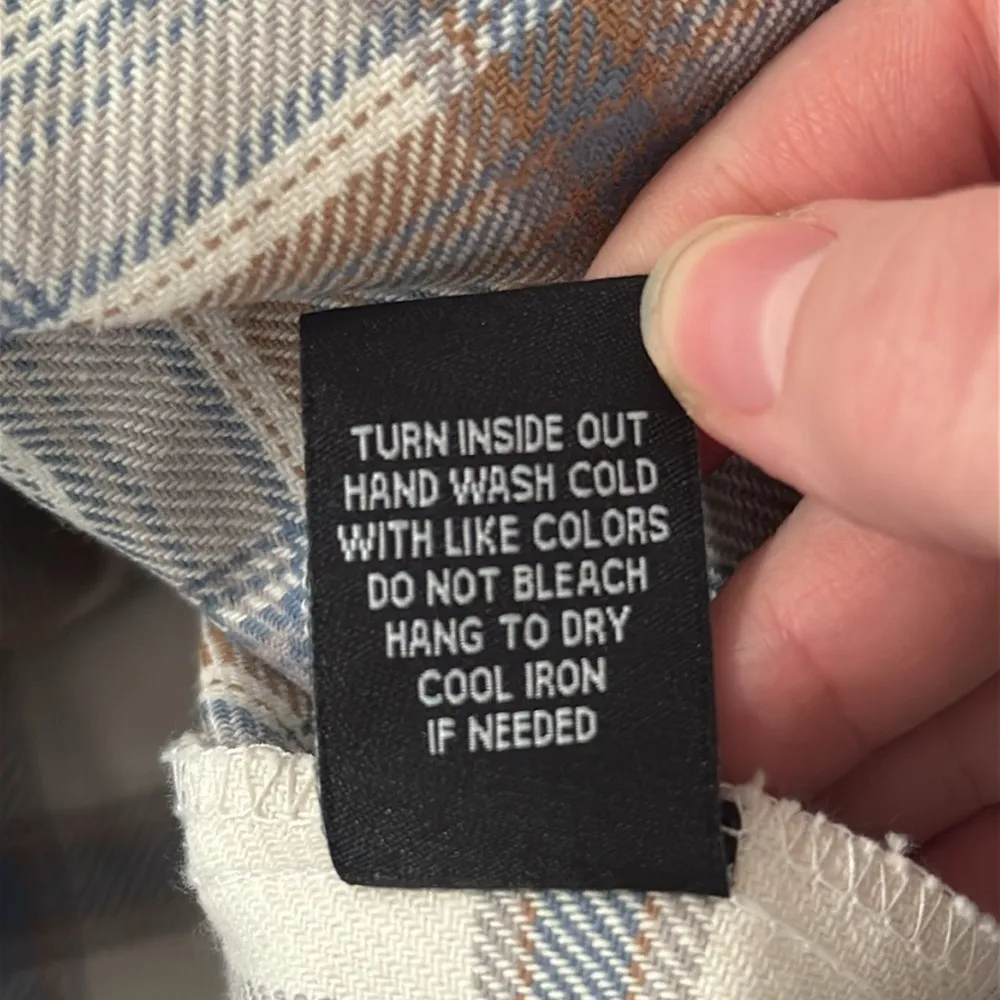 TURN INSIDE OUT
HAND WASH COLD
WITH LIKE COLORS
DO NOT BLEACH
HANG TO DRY
COOL IRON
IF NEEDED